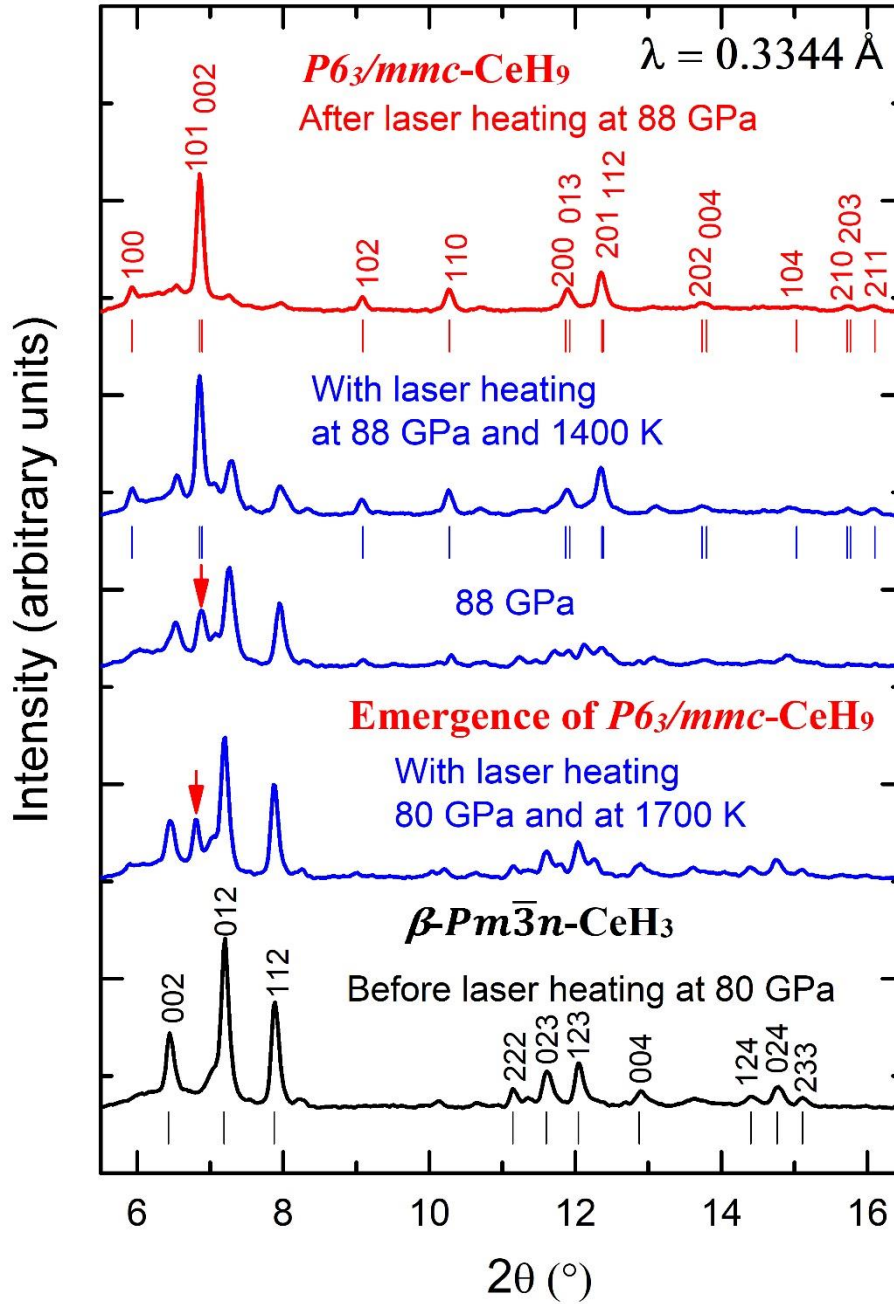 λ = 0.3344 Å
P6₃/mmc-CeH₉
After laser heating at 88 GPa
100
101 002
102
110
200 013
201 112
202 004
104
210 203
211
With laser heating
at 88 GPa and 1400 K
88 GPa
Emergence of P6₃/mmc-CeH₉
With laser heating
80 GPa and at 1700 K
β-Pm3̅n-CeH₃
Before laser heating at 80 GPa
002
012
112
222
023
123
004
124
024
233
6 8 10 12 14 16
2θ (°)
Intensity (arbitrary units)